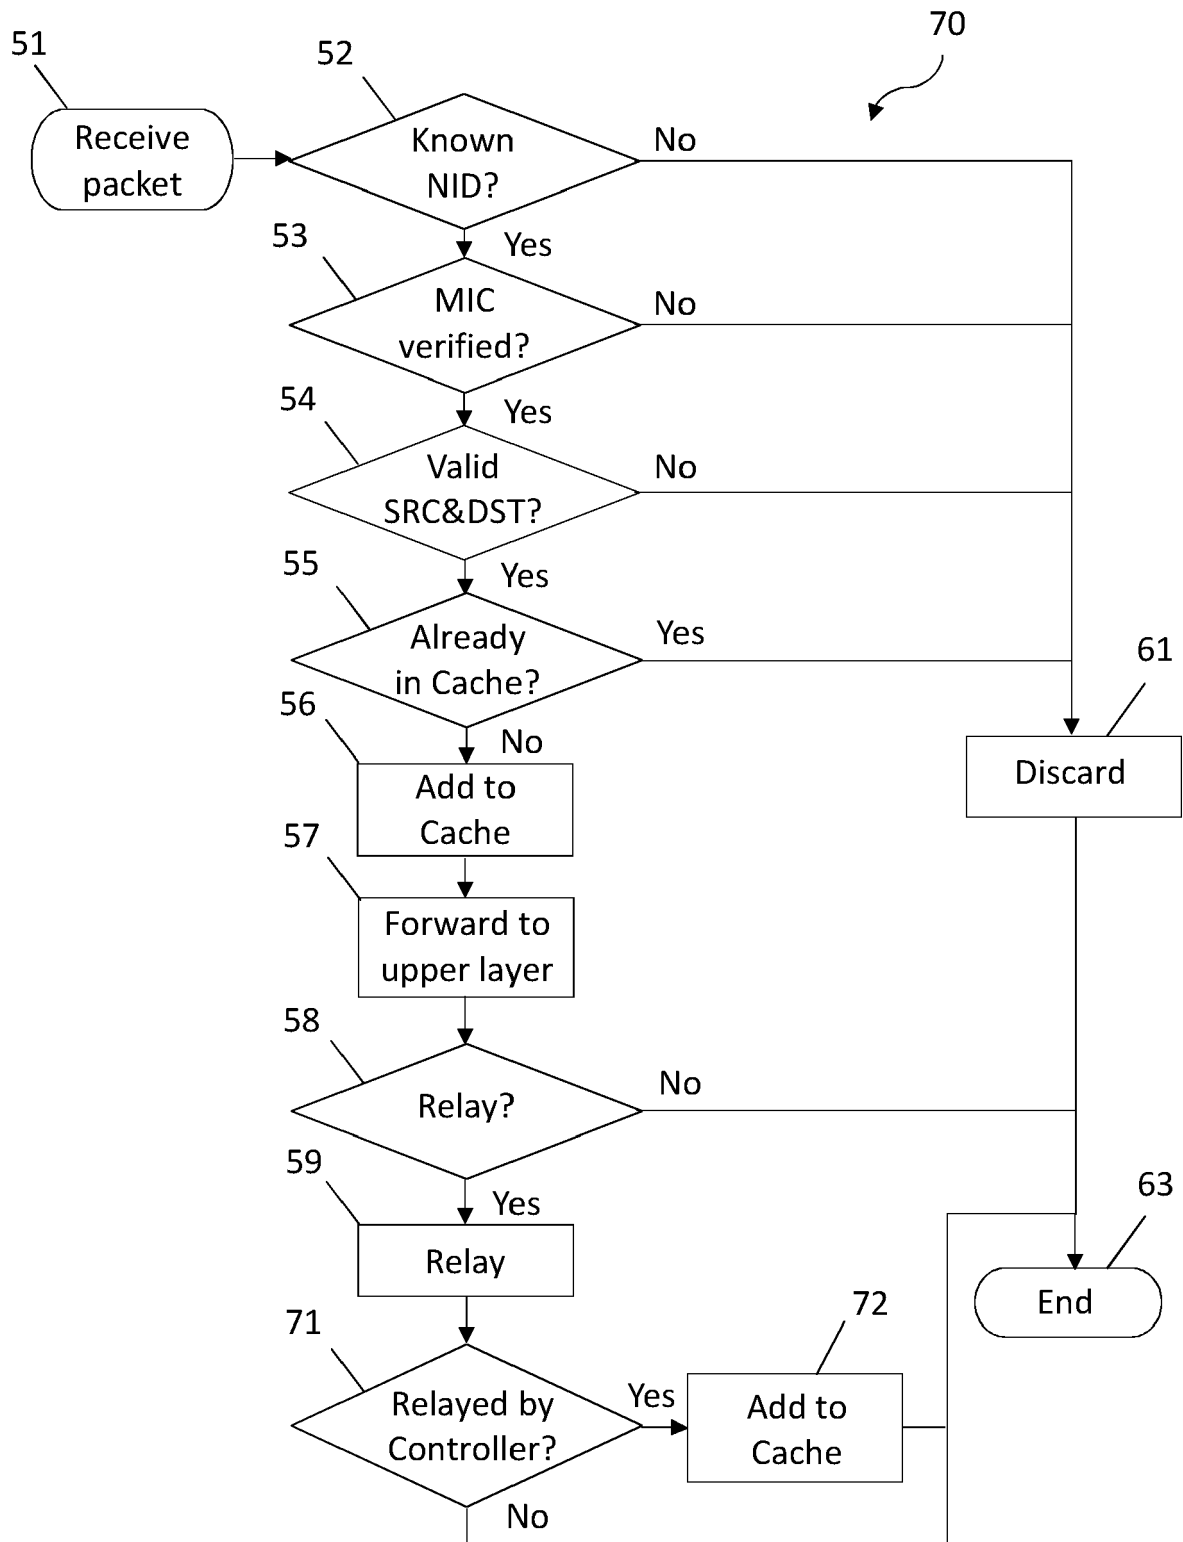 70
51
52
Receive
packet
Known
NID?
No
Yes
53
MIC
verified?
No
Yes
54
Valid
SRC&DST?
No
Yes
55
Already
in Cache?
Yes
61
Discard
No
56
Add to
Cache
57
Forward to
upper layer
58
Relay?
No
Yes
59
Relay
63
End
71
Relayed by
Controller?
Yes
72
Add to
Cache
No